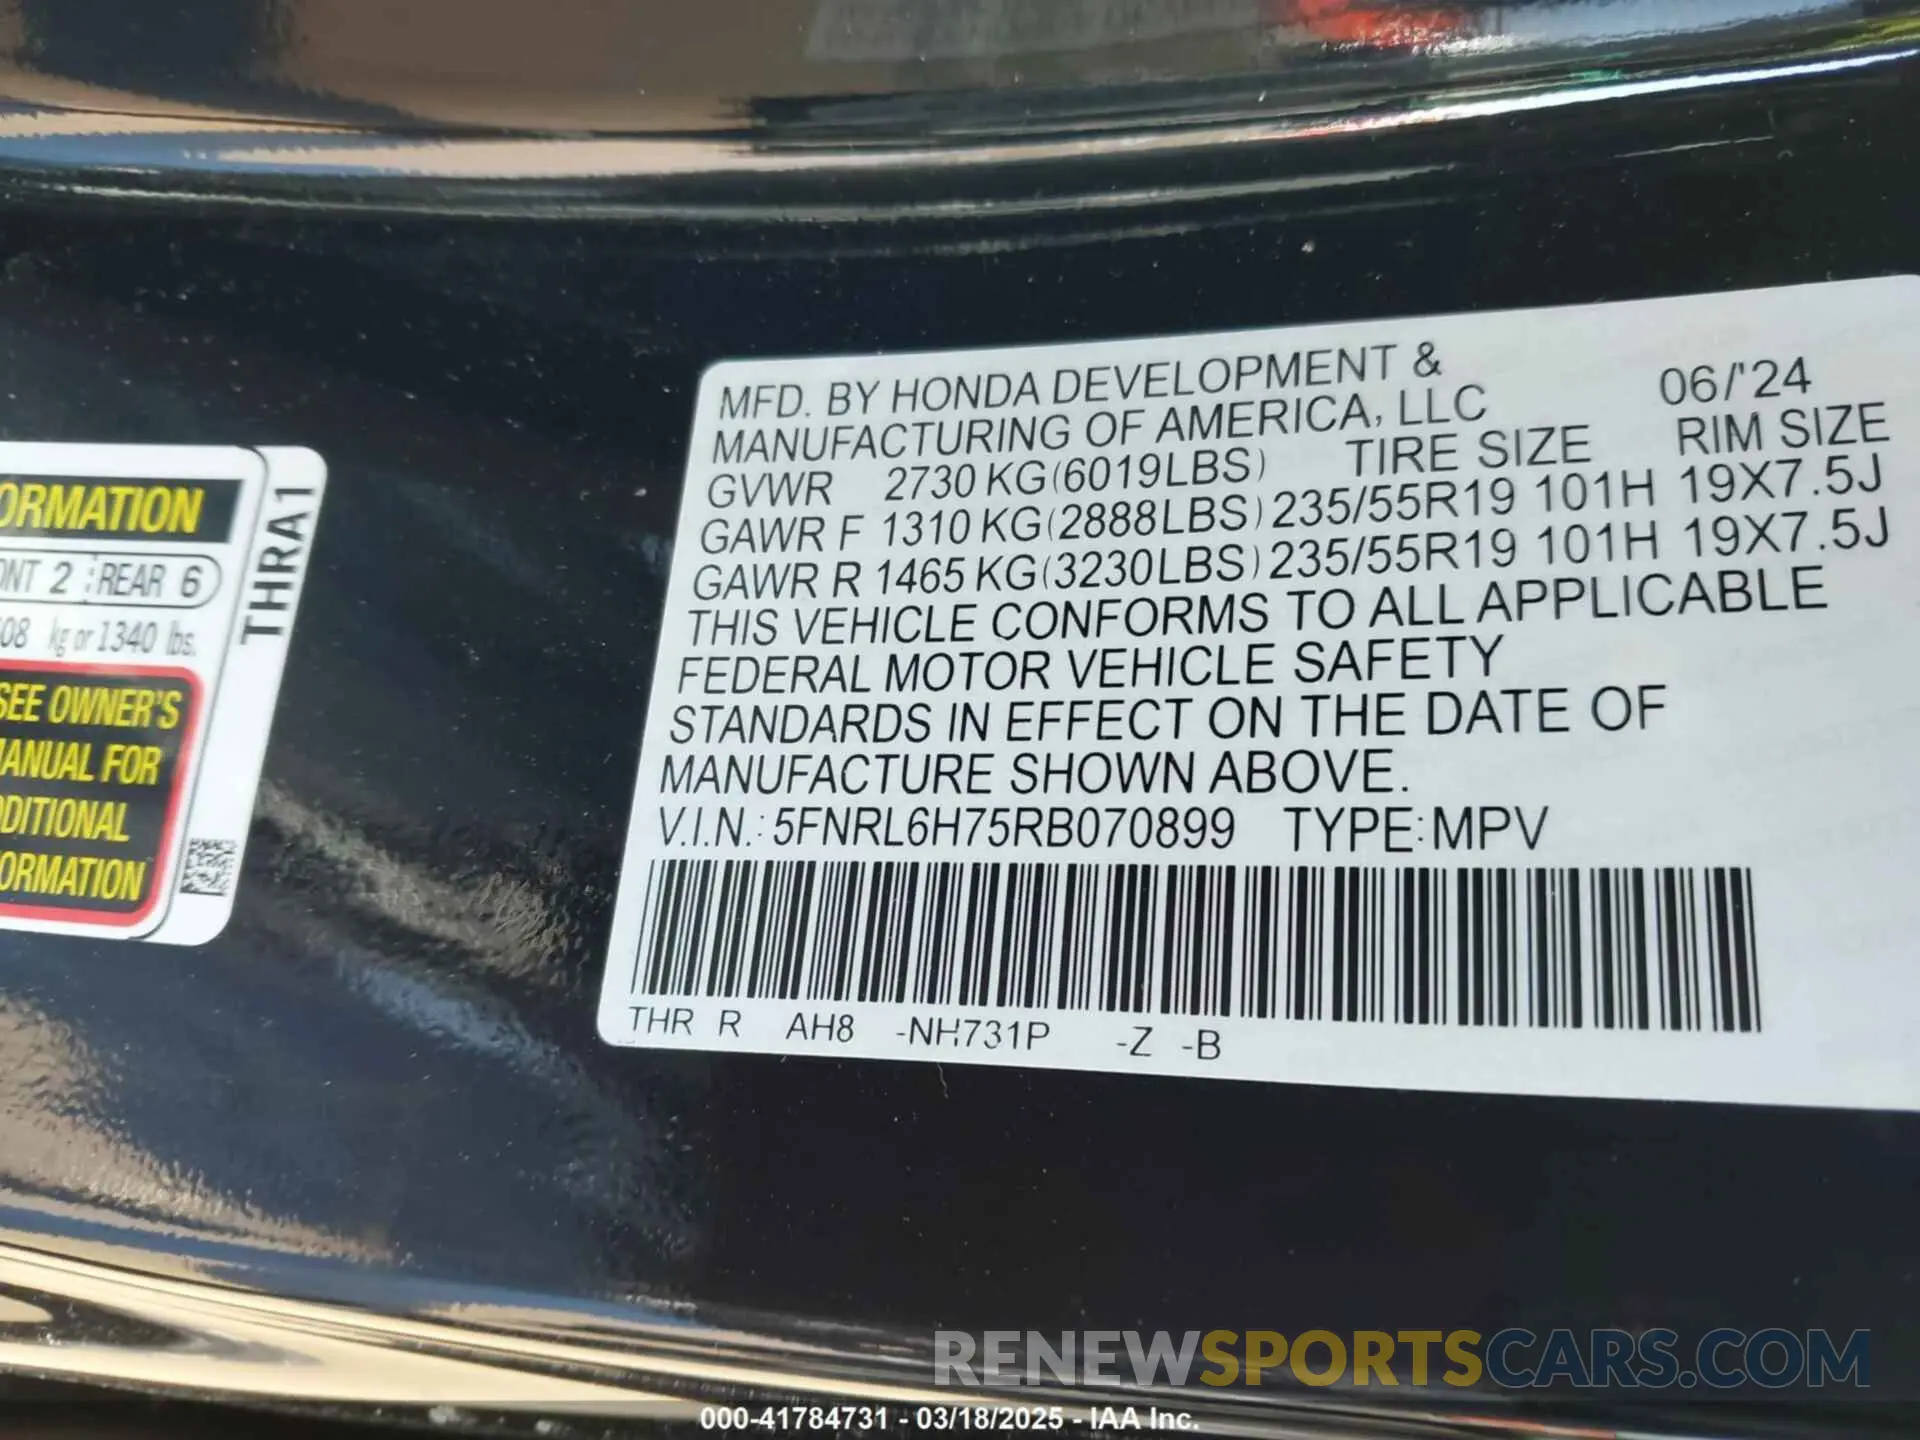 ORMATION
ONT 2 REAR 6
608 kg or 1340 lbs.
SEE OWNER'S
MANUAL FOR
DDITIONAL
FORMATION
THRA1
MFD. BY HONDA DEVELOPMENT &
MANUFACTURING OF AMERICA, LLC 06/'24
GVWR 2730 KG(6019LBS) TIRE SIZE RIM SIZE
GAWR F 1310 KG(2888LBS) 235/55R19 101H 19X7.5J
GAWR R 1465 KG(3230LBS) 235/55R19 101H 19X7.5J
THIS VEHICLE CONFORMS TO ALL APPLICABLE
FEDERAL MOTOR VEHICLE SAFETY
STANDARDS IN EFFECT ON THE DATE OF
MANUFACTURE SHOWN ABOVE.
V.I.N.: 5FNRL6H75RB070899 TYPE: MPV
THR R AH8 -NH731P -Z -B
RENEWSPORTSCARS.COM
000-41784731 - 03/18/2025 - IAA Inc.